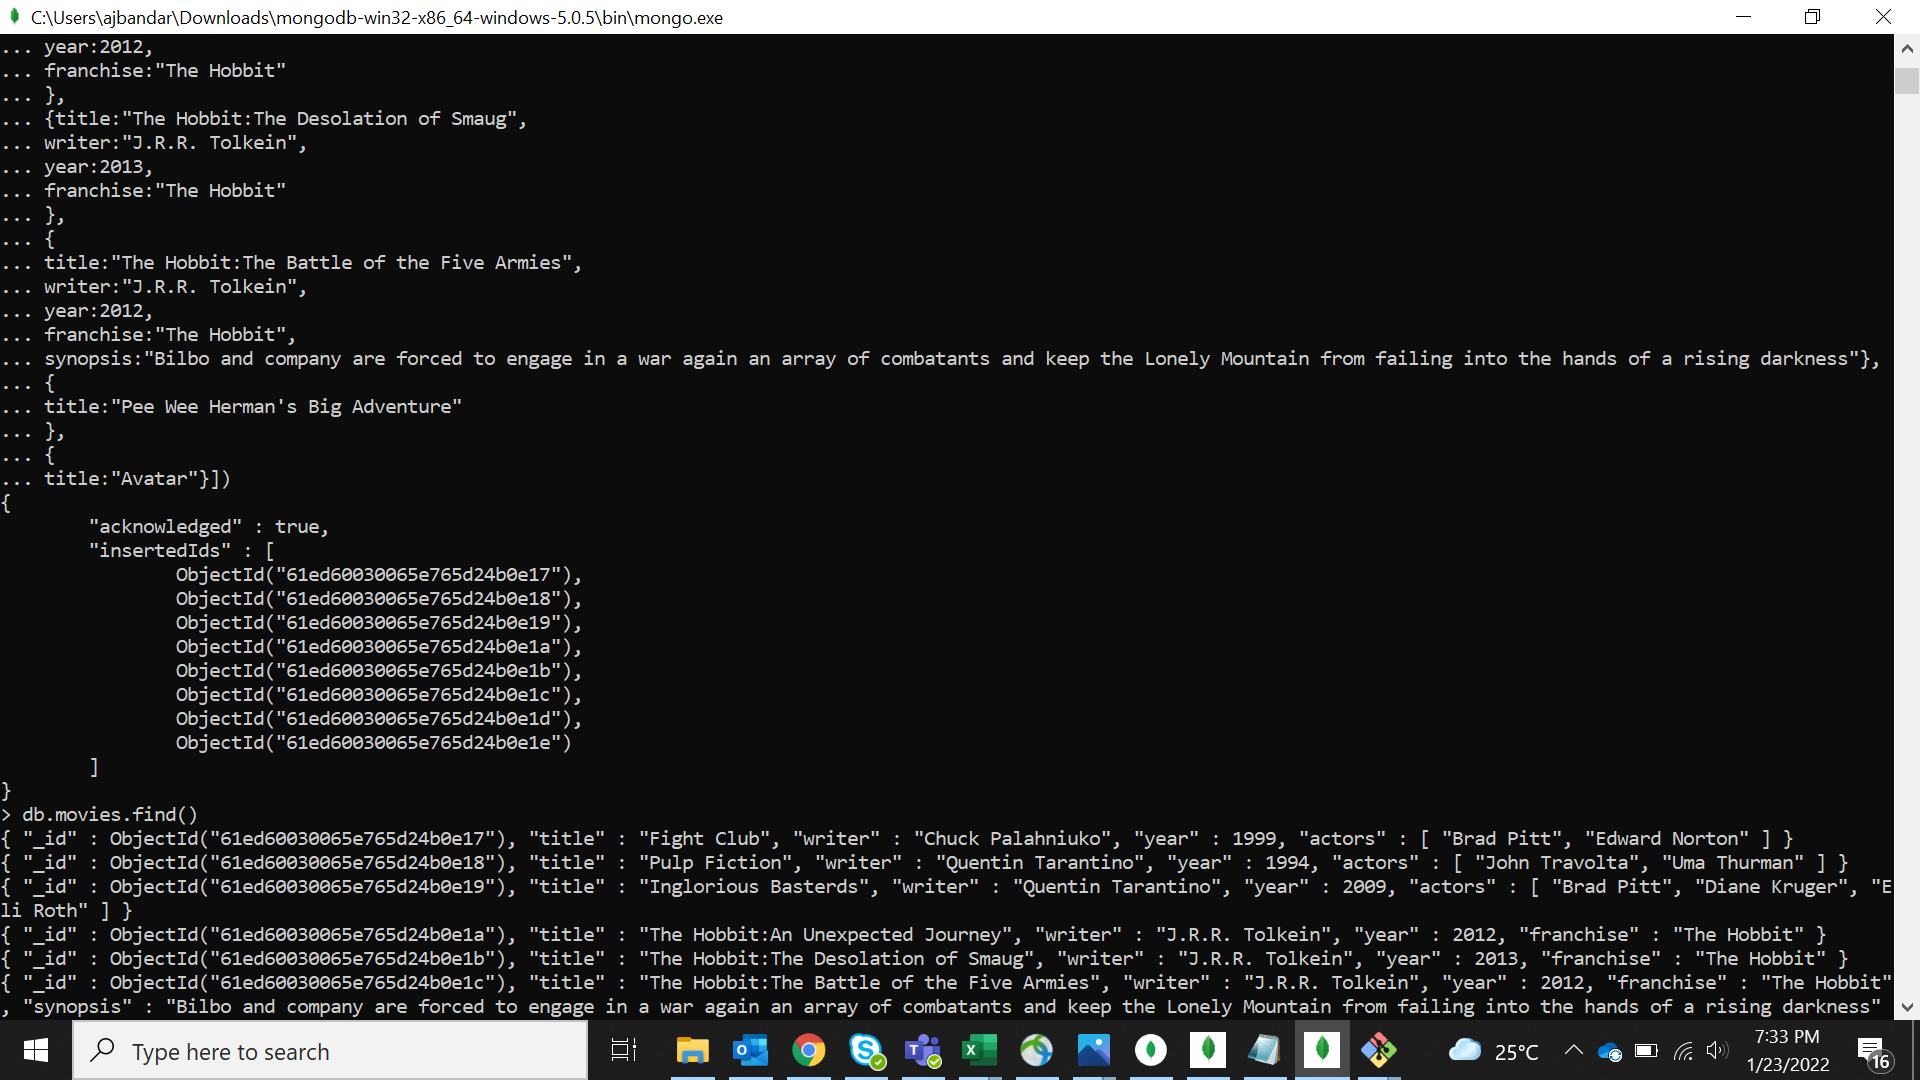 C:\Users\ajbandar\Downloads\mongodb-win32-x86_64-windows-5.0.5\bin\mongo.exe
... year:2012,
... franchise:"The Hobbit"
... },
... {title:"The Hobbit:The Desolation of Smaug",
... writer:"J.R.R. Tolkein",
... year:2013,
... franchise:"The Hobbit"
... },
... {
... title:"The Hobbit:The Battle of the Five Armies",
... writer:"J.R.R. Tolkein",
... year:2012,
... franchise:"The Hobbit",
... synopsis:"Bilbo and company are forced to engage in a war again an array of combatants and keep the Lonely Mountain from failing into the hands of a rising darkness"},
... {
... title:"Pee Wee Herman's Big Adventure"
... },
... {
... title:"Avatar"}])
{
"acknowledged" : true,
"insertedIds" : [
ObjectId("61ed60030065e765d24b0e17"),
ObjectId("61ed60030065e765d24b0e18"),
ObjectId("61ed60030065e765d24b0e19"),
ObjectId("61ed60030065e765d24b0e1a"),
ObjectId("61ed60030065e765d24b0e1b"),
ObjectId("61ed60030065e765d24b0e1c"),
ObjectId("61ed60030065e765d24b0e1d"),
ObjectId("61ed60030065e765d24b0e1e")
]
}
> db.movies.find()
{ "_id" : ObjectId("61ed60030065e765d24b0e17"), "title" : "Fight Club", "writer" : "Chuck Palahniuko", "year" : 1999, "actors" : [ "Brad Pitt", "Edward Norton" ] }
{ "_id" : ObjectId("61ed60030065e765d24b0e18"), "title" : "Pulp Fiction", "writer" : "Quentin Tarantino", "year" : 1994, "actors" : [ "John Travolta", "Uma Thurman" ] }
{ "_id" : ObjectId("61ed60030065e765d24b0e19"), "title" : "Inglorious Basterds", "writer" : "Quentin Tarantino", "year" : 2009, "actors" : [ "Brad Pitt", "Diane Kruger", "E
li Roth" ] }
{ "_id" : ObjectId("61ed60030065e765d24b0e1a"), "title" : "The Hobbit:An Unexpected Journey", "writer" : "J.R.R. Tolkein", "year" : 2012, "franchise" : "The Hobbit" }
{ "_id" : ObjectId("61ed60030065e765d24b0e1b"), "title" : "The Hobbit:The Desolation of Smaug", "writer" : "J.R.R. Tolkein", "year" : 2013, "franchise" : "The Hobbit" }
{ "_id" : ObjectId("61ed60030065e765d24b0e1c"), "title" : "The Hobbit:The Battle of the Five Armies", "writer" : "J.R.R. Tolkein", "year" : 2012, "franchise" : "The Hobbit"
, "synopsis" : "Bilbo and company are forced to engage in a war again an array of combatants and keep the Lonely Mountain from failing into the hands of a rising darkness"
Type here to search
25°C
7:33 PM
1/23/2022
16